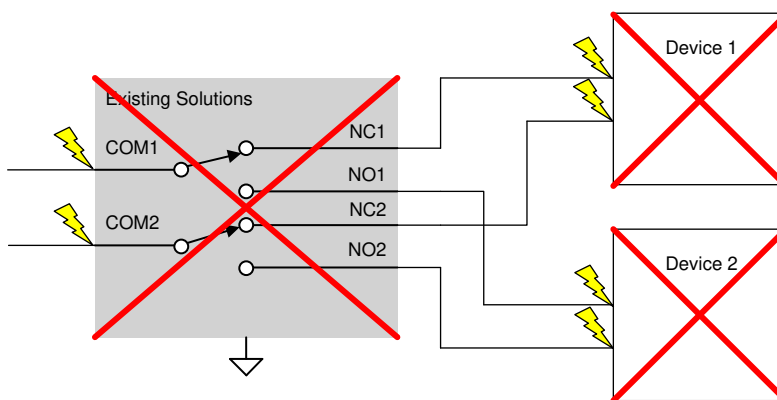 Device 1
Existing Solutions
NC1
COM1
NO1
NC2
COM2
NO2
Device 2